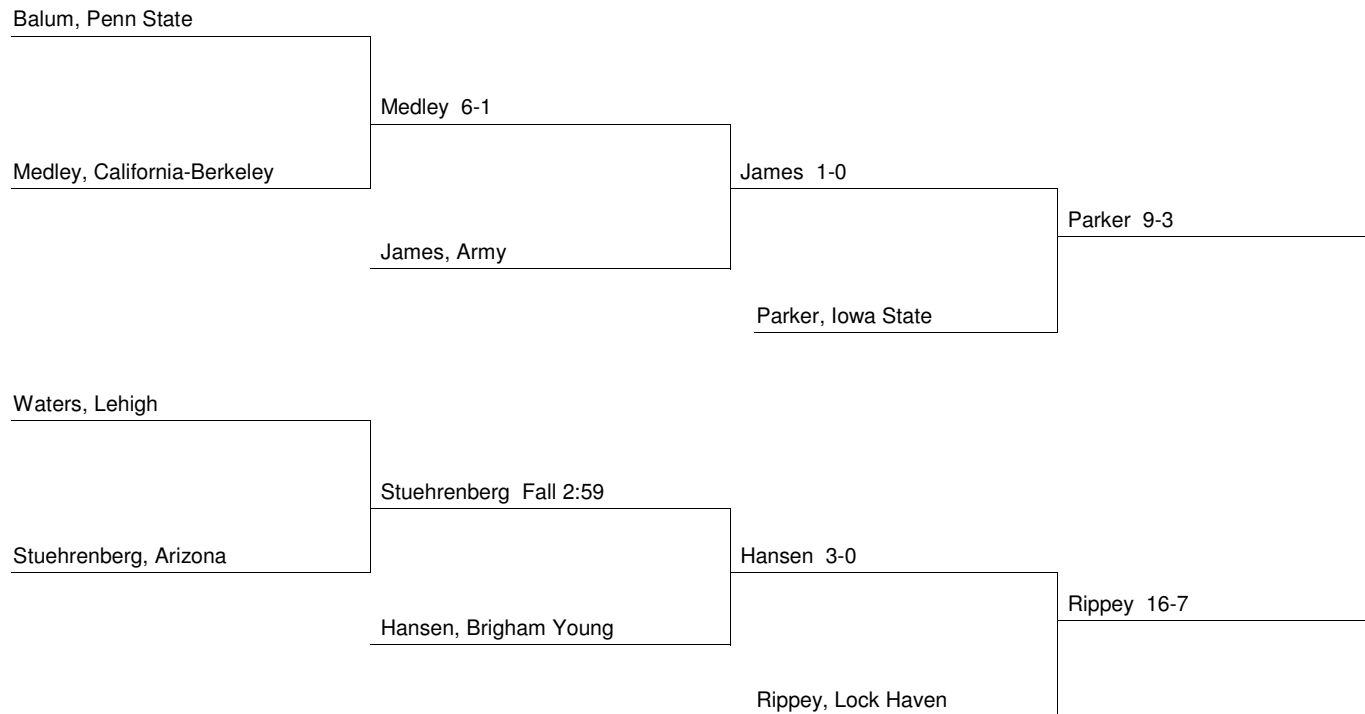 Balum, Penn State
Medley  6-1
Medley, California-Berkeley
James  1-0
Parker  9-3
James, Army
Parker, Iowa State
Waters, Lehigh
Stuehrenberg  Fall 2:59
Stuehrenberg, Arizona
Hansen  3-0
Rippey  16-7
Hansen, Brigham Young
Rippey, Lock Haven